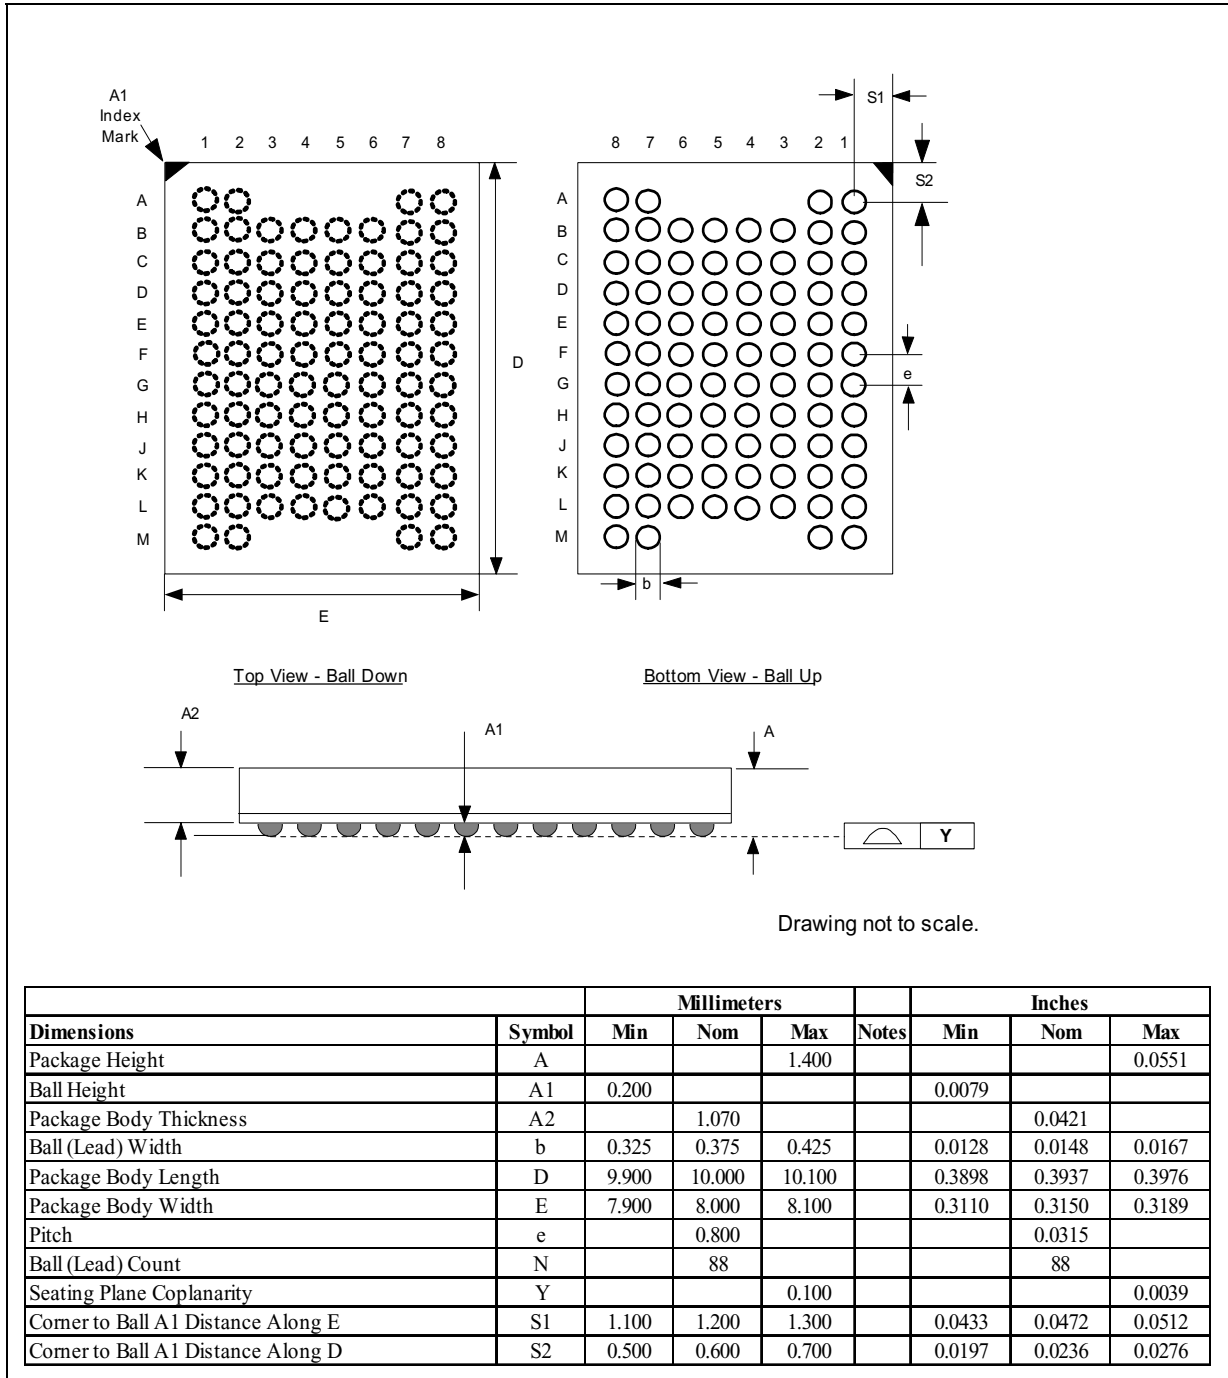 A1
Index
Mark
1 2 3 4 5 6 7 8
A
B
C
D
E
F
G
H
J
K
L
M
D
E
8 7 6 5 4 3 2 1
S1
S2
A
B
C
D
E
F
G
H
J
K
L
M
e
b
Top View - Ball Down
Bottom View - Ball Up
A2
A1
A
Y
Drawing not to scale.
Millimeters Inches
Dimensions Symbol Min Nom Max Notes Min Nom Max
Package Height A 1.400 0.0551
Ball Height A1 0.200 0.0079
Package Body Thickness A2 1.070 0.0421
Ball (Lead) Width b 0.325 0.375 0.425 0.0128 0.0148 0.0167
Package Body Length D 9.900 10.000 10.100 0.3898 0.3937 0.3976
Package Body Width E 7.900 8.000 8.100 0.3110 0.3150 0.3189
Pitch e 0.800 0.0315
Ball (Lead) Count N 88 88
Seating Plane Coplanarity Y 0.100 0.0039
Corner to Ball A1 Distance Along E S1 1.100 1.200 1.300 0.0433 0.0472 0.0512
Corner to Ball A1 Distance Along D S2 0.500 0.600 0.700 0.0197 0.0236 0.0276